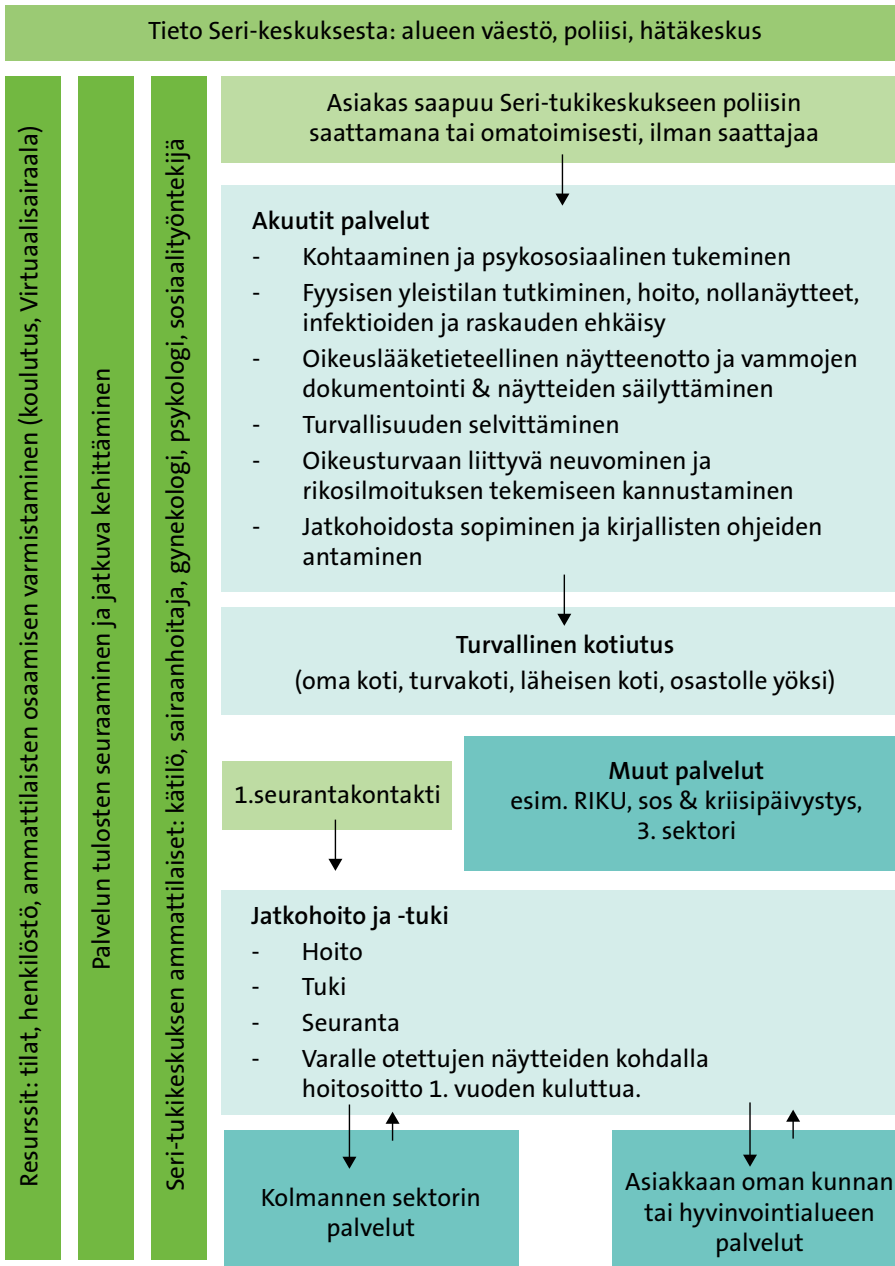 Tieto Seri-keskuksesta: alueen väestö, poliisi, hätäkeskus
Resurssit: tilat, henkilöstö, ammattilaisten osaamisen varmistaminen (koulutus, Virtuaalisairaala)
Palvelun tulosten seuraaminen ja jatkuva kehittäminen
Seri-tukikeskuksen ammattilaiset: kätilö, sairaanhoitaja, gynekologi, psykologi, sosiaalityöntekijä
Asiakas saapuu Seri-tukikeskukseen poliisin
saattamana tai omatoimisesti, ilman saattajaa
Akuutit palvelut
- Kohtaaminen ja psykososiaalinen tukeminen
- Fyysisen yleistilan tutkiminen, hoito, nollanäytteet,
infektioiden ja raskauden ehkäisy
- Oikeuslääketieteellinen näytteenotto ja vammojen
dokumentointi & näytteiden säilyttäminen
- Turvallisuuden selvittäminen
- Oikeusturvaan liittyvä neuvominen ja
rikosilmoituksen tekemiseen kannustaminen
- Jatkohoidosta sopiminen ja kirjallisten ohjeiden
antaminen
Turvallinen kotiutus
(oma koti, turvakoti, läheisen koti, osastolle yöksi)
1.seurantakontakti
Muut palvelut
esim. RIKU, sos & kriisipäivystys,
3. sektori
Jatkohoito ja -tuki
- Hoito
- Tuki
- Seuranta
- Varalle otettujen näytteiden kohdalla
hoitosoitto 1. vuoden kuluttua.
Kolmannen sektorin
palvelut
Asiakkaan oman kunnan
tai hyvinvointialueen
palvelut